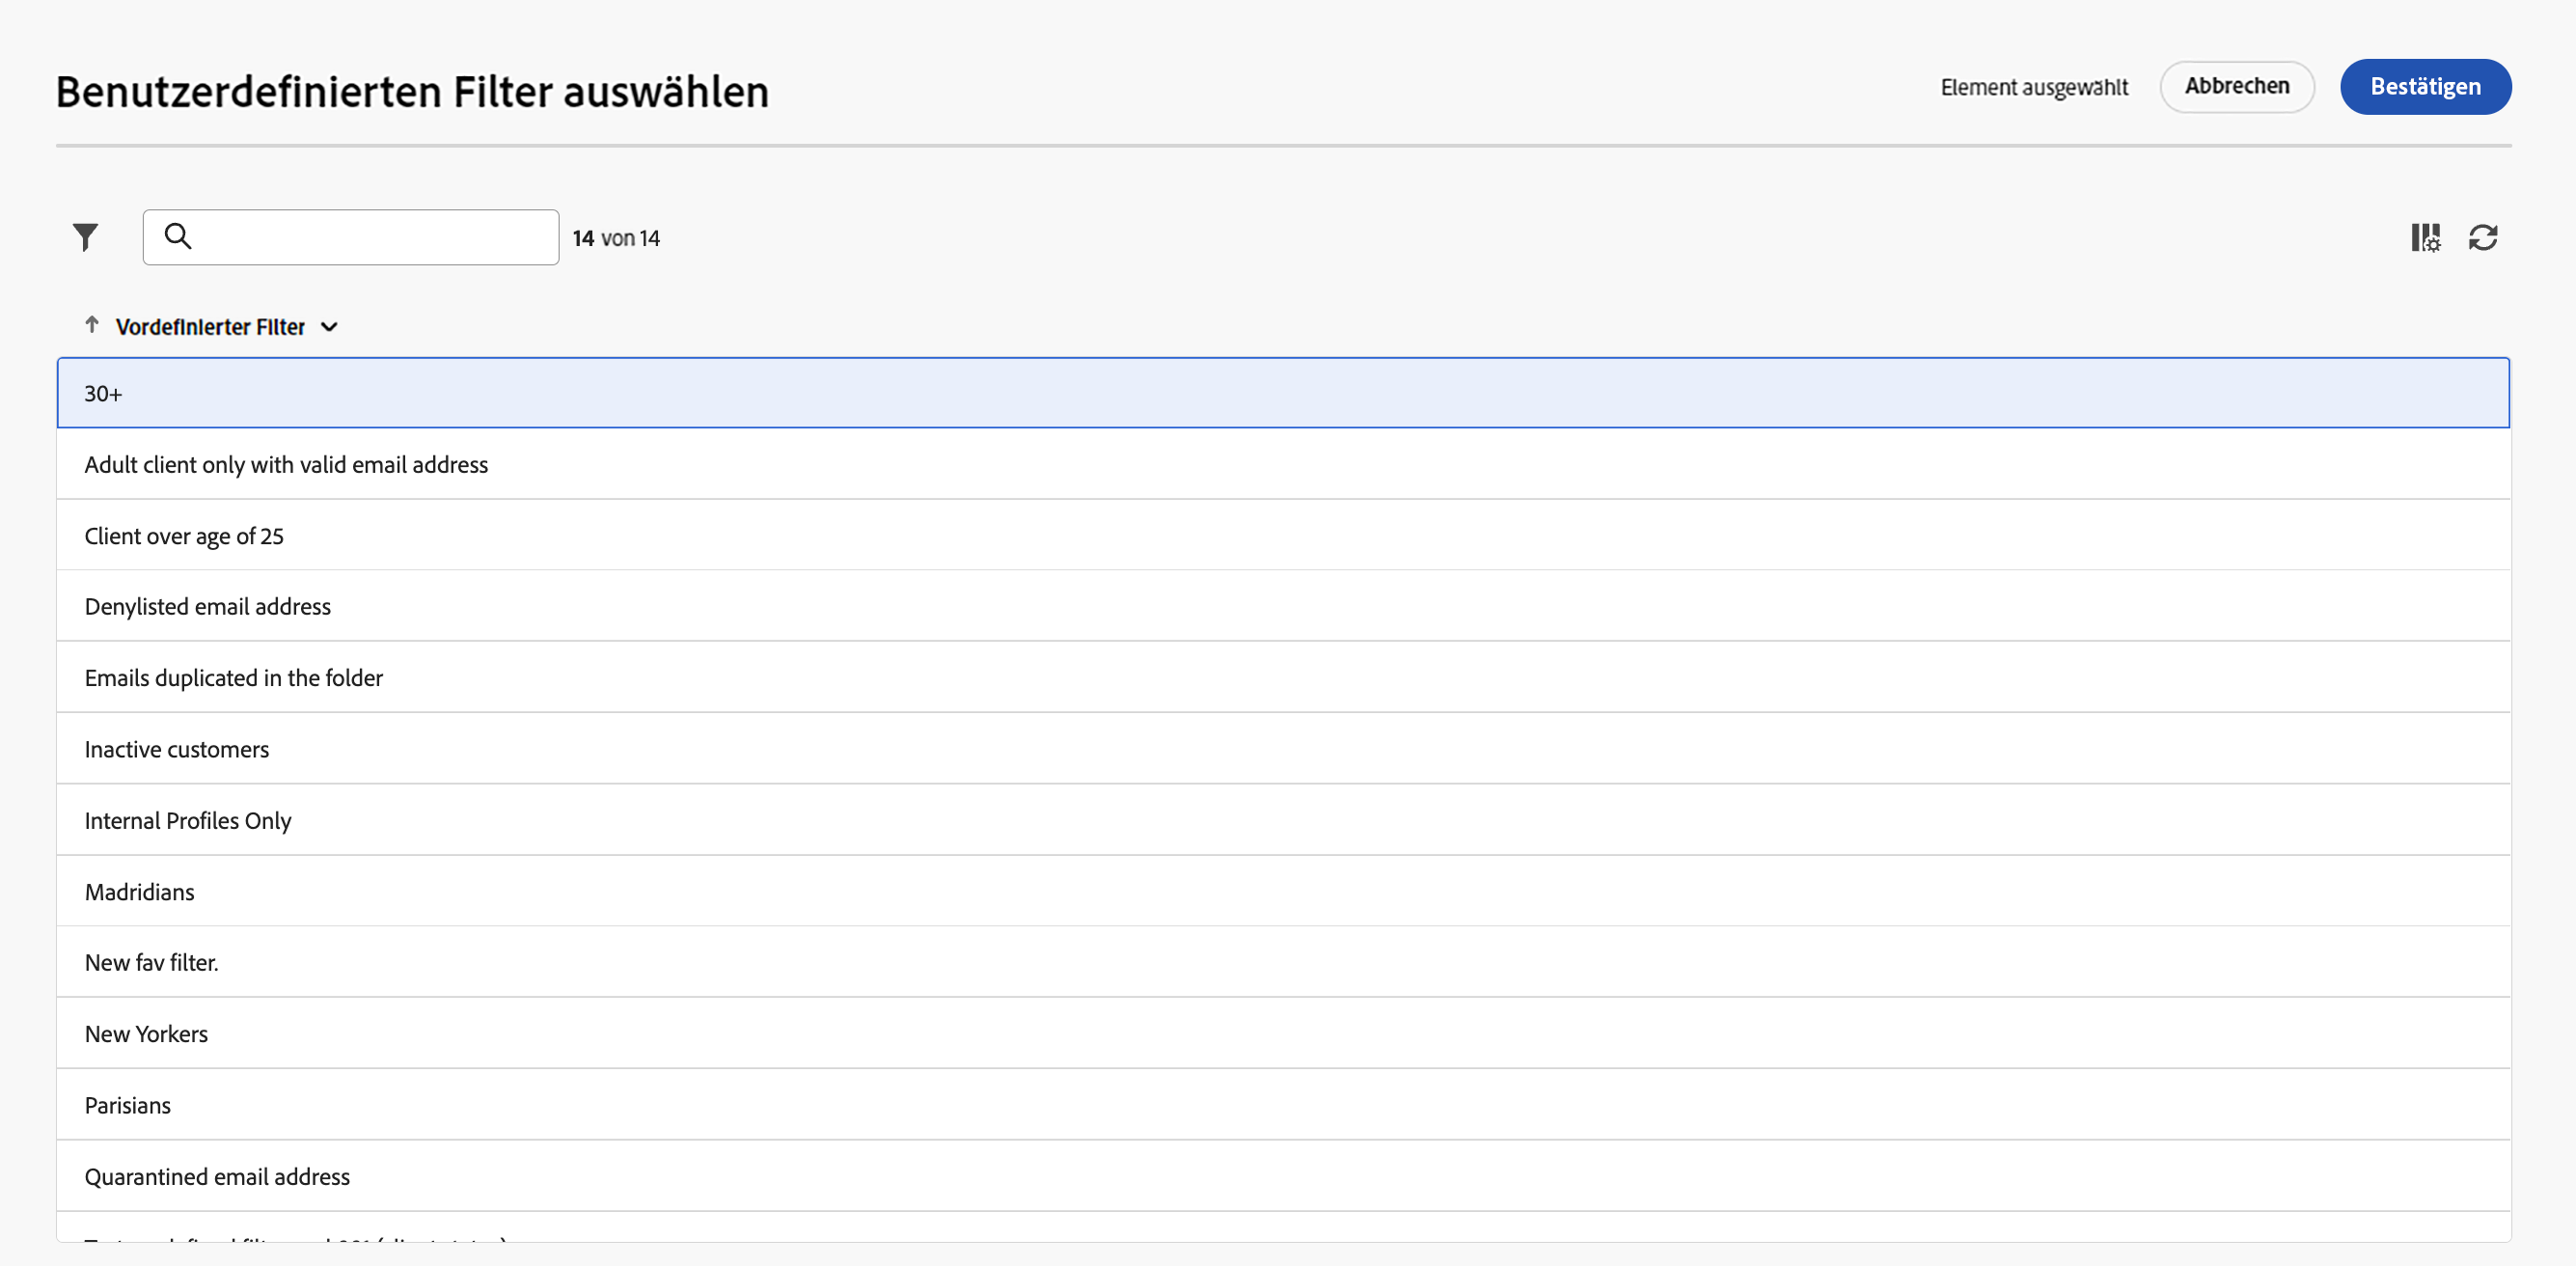 Benutzerdefinierten Filter auswählen
Element ausgewählt
Abbrechen
Bestätigen
14 von 14
Vordefinierter Filter
30+
Adult client only with valid email address
Client over age of 25
Denylisted email address
Emails duplicated in the folder
Inactive customers
Internal Profiles Only
Madridians
New fav filter.
New Yorkers
Parisians
Quarantined email address